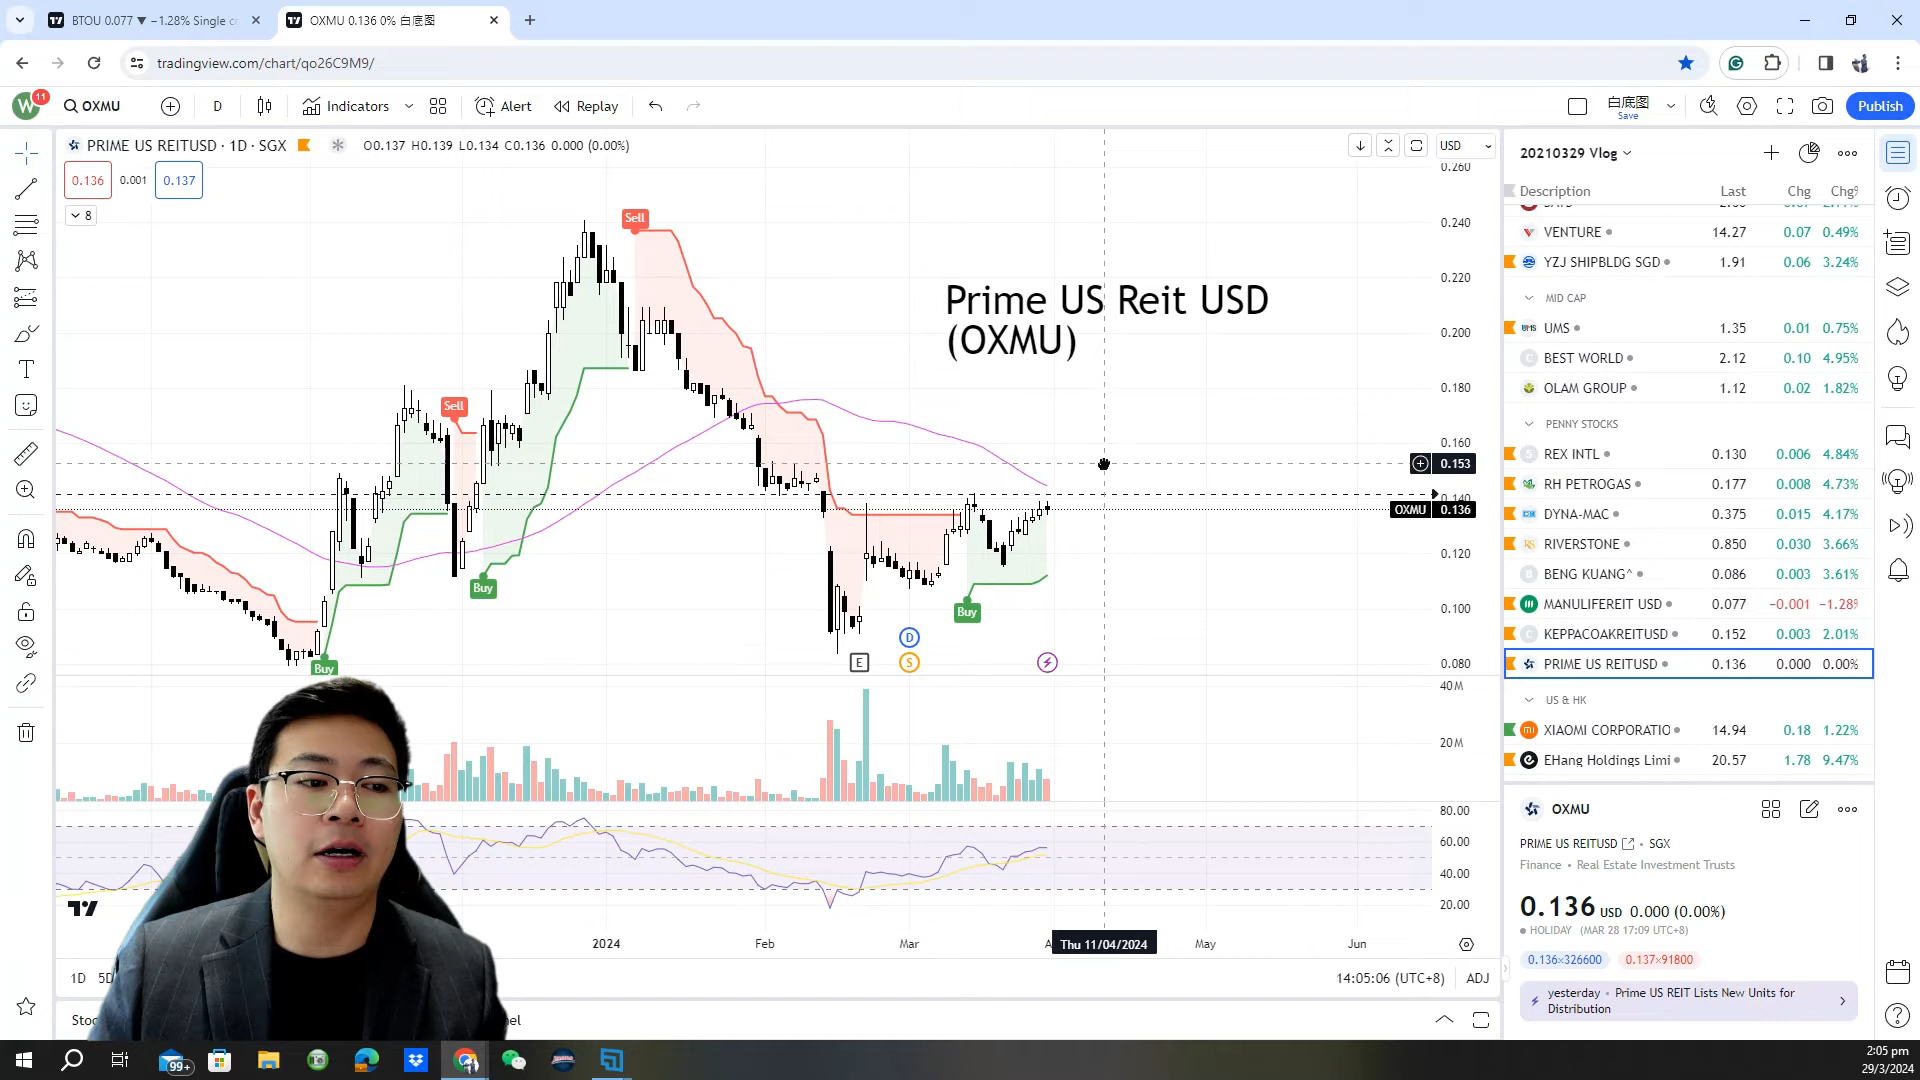 BTOU 0.077 ▼ −1.28% Single c
OXMU 0.136 0% 白底图
tradingview.com/chart/qo26C9M9/
W 11
OXMU
D
Indicators
Alert
Replay
白底图
Save
Publish
PRIME US REITUSD · 1D · SGX
O0.137 H0.139 L0.134 C0.136 0.000 (0.00%)
USD
0.136
0.001
0.137
8
Prime US Reit USD
(OXMU)
Sell
Sell
Buy
Buy
Buy
E
D
S
0.260
0.240
0.220
0.200
0.180
0.160
0.153
0.140
OXMU 0.136
0.120
0.100
0.080
40M
20M
80.00
60.00
40.00
20.00
2024
Feb
Mar
A
Thu 11/04/2024
May
Jun
1D
5D
14:05:06 (UTC+8)
ADJ
Stoc
nel
20210329 Vlog
Description Last Chg Chg%
VENTURE 14.27 0.07 0.49%
YZJ SHIPBLDG SGD 1.91 0.06 3.24%
MID CAP
UMS 1.35 0.01 0.75%
BEST WORLD 2.12 0.10 4.95%
OLAM GROUP 1.12 0.02 1.82%
PENNY STOCKS
REX INTL 0.130 0.006 4.84%
RH PETROGAS 0.177 0.008 4.73%
DYNA-MAC 0.375 0.015 4.17%
RIVERSTONE 0.850 0.030 3.66%
BENG KUANG^ 0.086 0.003 3.61%
MANULIFEREIT USD 0.077 −0.001 −1.28%
KEPPACOAKREITUSD 0.152 0.003 2.01%
PRIME US REITUSD 0.136 0.000 0.00%
US & HK
XIAOMI CORPORATIO 14.94 0.18 1.22%
EHang Holdings Limi 20.57 1.78 9.47%
OXMU
PRIME US REITUSD · SGX
Finance • Real Estate Investment Trusts
0.136 USD 0.000 (0.00%)
HOLIDAY (MAR 28 17:09 UTC+8)
0.136×326600
0.137×91800
yesterday • Prime US REIT Lists New Units for
Distribution
99+
2:05 pm
29/3/2024